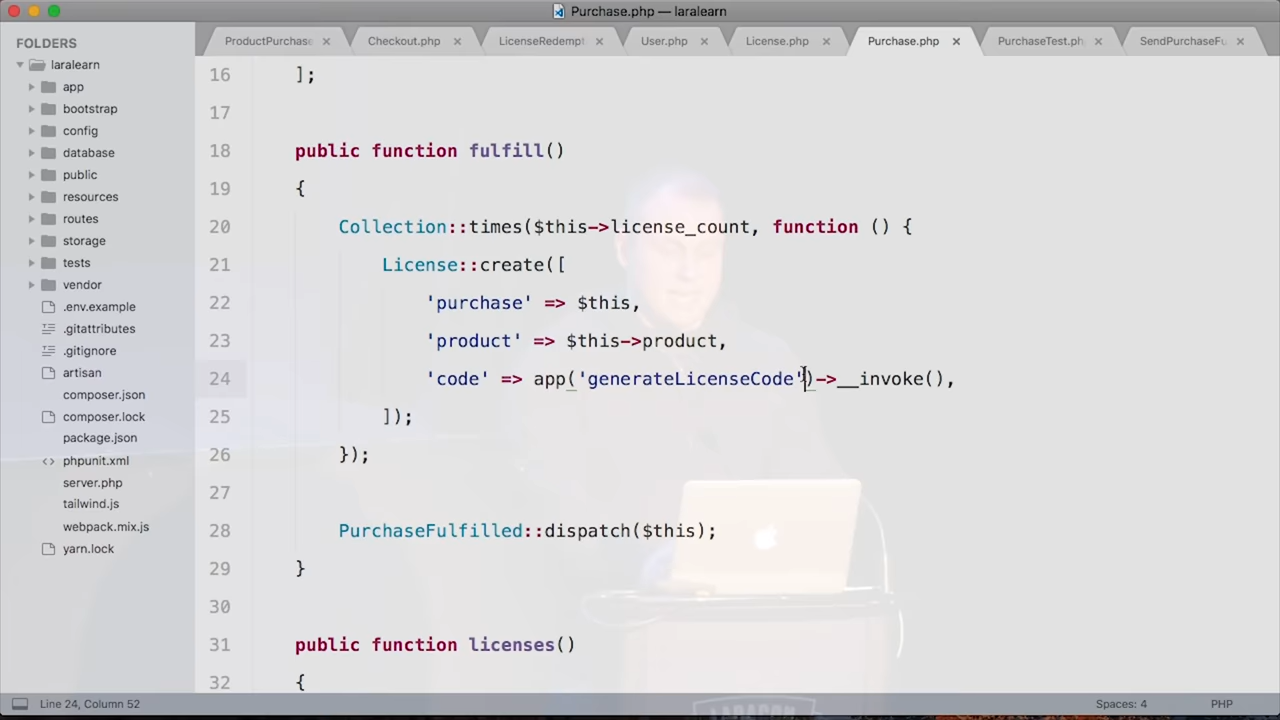 Purchase.php — laralearn
FOLDERS
laralearn
app
bootstrap
config
database
public
resources
routes
storage
tests
vendor
.env.example
.gitattributes
.gitignore
artisan
composer.json
composer.lock
package.json
phpunit.xml
server.php
tailwind.js
webpack.mix.js
yarn.lock
ProductPurchase × Checkout.php × LicenseRedempt × User.php × License.php × Purchase.php × PurchaseTest.php × SendPurchaseFu ×
16 ];
17
18 public function fulfill()
19 {
20 Collection::times($this->license_count, function () {
21 License::create([
22 'purchase' => $this,
23 'product' => $this->product,
24 'code' => app('generateLicenseCode')->__invoke(),
25 ]);
26 });
27
28 PurchaseFulfilled::dispatch($this);
29 }
30
31 public function licenses()
32 {
Line 24, Column 52 Spaces: 4 PHP
LARACON